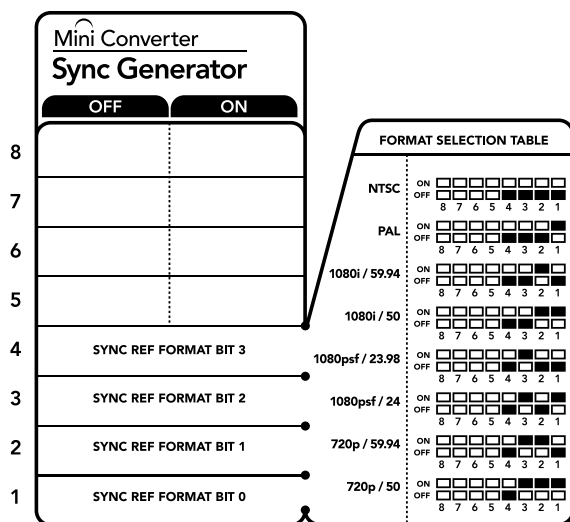 Mini Converter
Sync Generator
OFF ON
8
7
6
5
4 SYNC REF FORMAT BIT 3
3 SYNC REF FORMAT BIT 2
2 SYNC REF FORMAT BIT 1
1 SYNC REF FORMAT BIT 0
FORMAT SELECTION TABLE
NTSC ON
OFF
8 7 6 5 4 3 2 1
PAL ON
OFF
8 7 6 5 4 3 2 1
1080i / 59.94 ON
OFF
8 7 6 5 4 3 2 1
1080i / 50 ON
OFF
8 7 6 5 4 3 2 1
1080psf / 23.98 ON
OFF
8 7 6 5 4 3 2 1
1080psf / 24 ON
OFF
8 7 6 5 4 3 2 1
720p / 59.94 ON
OFF
8 7 6 5 4 3 2 1
720p / 50 ON
OFF
8 7 6 5 4 3 2 1